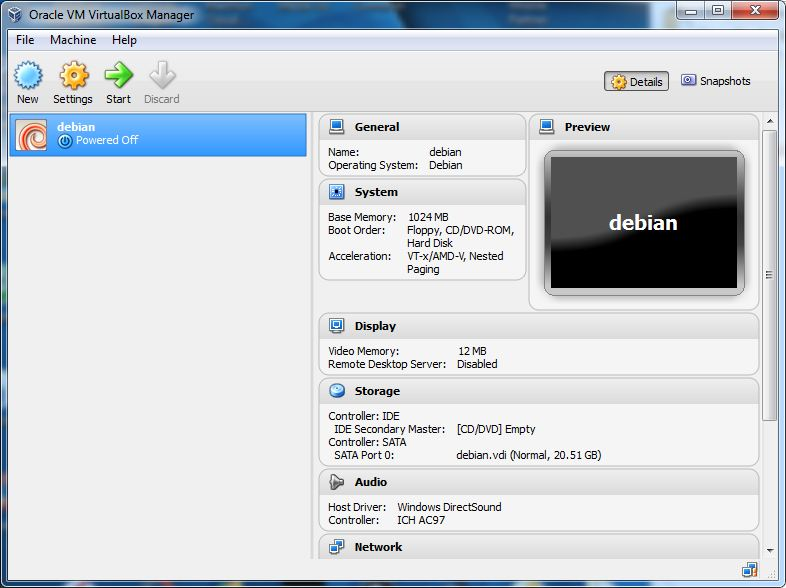 Oracle VM VirtualBox Manager
File Machine Help
New Settings Start Discard Details Snapshots
debian
Powered Off
General
Name: debian
Operating System: Debian
System
Base Memory: 1024 MB
Boot Order: Floppy, CD/DVD-ROM,
Hard Disk
Acceleration: VT-x/AMD-V, Nested
Paging
Preview
debian
Display
Video Memory: 12 MB
Remote Desktop Server: Disabled
Storage
Controller: IDE
IDE Secondary Master: [CD/DVD] Empty
Controller: SATA
SATA Port 0: debian.vdi (Normal, 20.51 GB)
Audio
Host Driver: Windows DirectSound
Controller: ICH AC97
Network